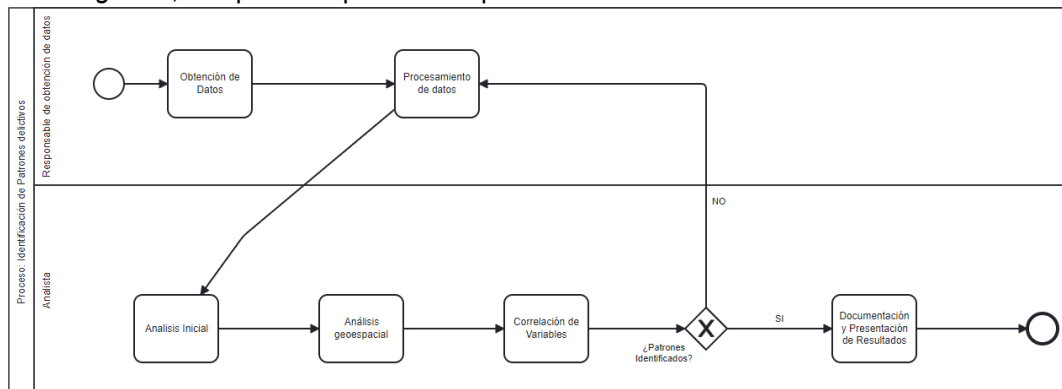 Proceso: Identificación de Patrones delictivos
Responsable de obtención de datos
Obtención de
Datos
Procesamiento
de datos
NO
Analista
Analisis Inicial
Análisis
geoespacial
Correlación de
Variables
¿Patrones
Identificados?
SI
Documentación
y Presentación
de Resultados